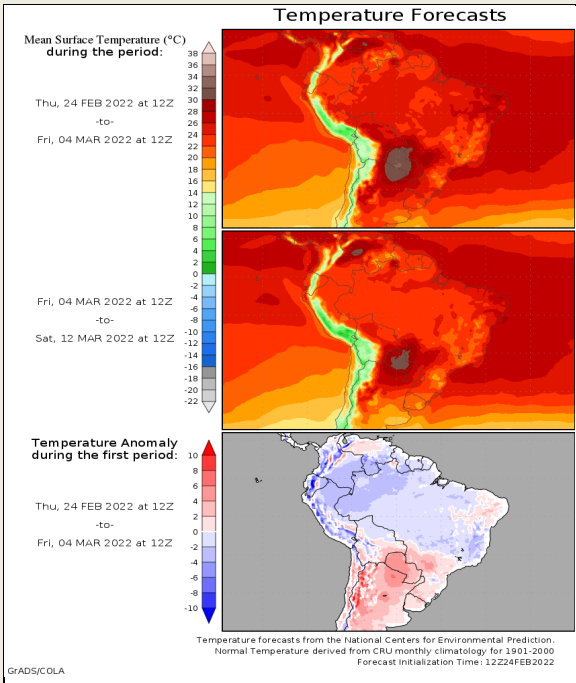 Temperature Forecasts
Mean Surface Temperature (°C)
during the period:
Thu, 24 FEB 2022 at 12Z
-to-
Fri, 04 MAR 2022 at 12Z
38
36
34
32
30
28
26
24
22
20
18
16
14
12
10
8
6
4
2
0
-2
-4
-6
-8
-10
-12
-14
-16
-18
-20
-22
Fri, 04 MAR 2022 at 12Z
-to-
Sat, 12 MAR 2022 at 12Z
Temperature Anomaly
during the first period:
Thu, 24 FEB 2022 at 12Z
-to-
Fri, 04 MAR 2022 at 12Z
10
8
6
4
2
0
-2
-4
-6
-8
-10
Temperature forecasts from the National Centers for Environmental Prediction.
Normal Temperature derived from CRU monthly climatology for 1901-2000
Forecast Initialization Time: 12Z24FEB2022
GrADS/COLA